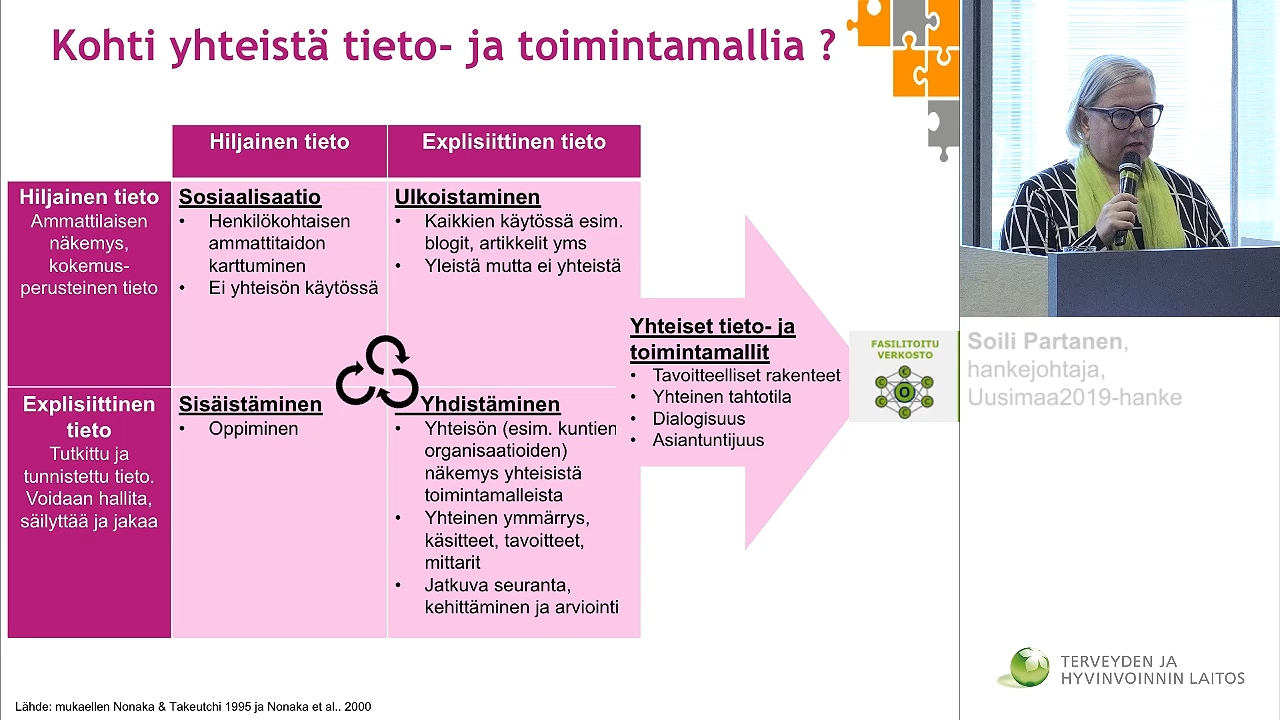 Kohti yhteistä tieto- ja toimintamallia ?
Hiljainen tieto
Explisiittinen tieto
Hiljainen tieto
Ammattilaisen
näkemys,
kokemus-
perusteinen tieto
Sosiaalisaatio
• Henkilökohtaisen
ammattitaidon
karttuminen
• Ei yhteisön käytössä
Ulkoistaminen
• Kaikkien käytössä esim.
blogit, artikkelit yms
• Yleistä mutta ei yhteistä
Explisiittinen
tieto
Tutkittu ja
tunnistettu tieto.
Voidaan hallita,
säilyttää ja jakaa
Sisäistäminen
• Oppiminen
Yhdistäminen
• Yhteisön (esim. kuntien
organisaatioiden)
näkemys yhteisistä
toimintamalleista
• Yhteinen ymmärrys,
käsitteet, tavoitteet,
mittarit
• Jatkuva seuranta,
kehittäminen ja arviointi
Yhteiset tieto- ja
toimintamallit
• Tavoitteelliset rakenteet
• Yhteinen tahtotila
• Dialogisuus
• Asiantuntijuus
FASILITOITU
VERKOSTO
C
C
C
O
C
C
C
Soili Partanen,
hankejohtaja,
Uusimaa2019-hanke
TERVEYDEN JA
HYVINVOINNIN LAITOS
Lähde: mukaellen Nonaka & Takeutchi 1995 ja Nonaka et al.. 2000